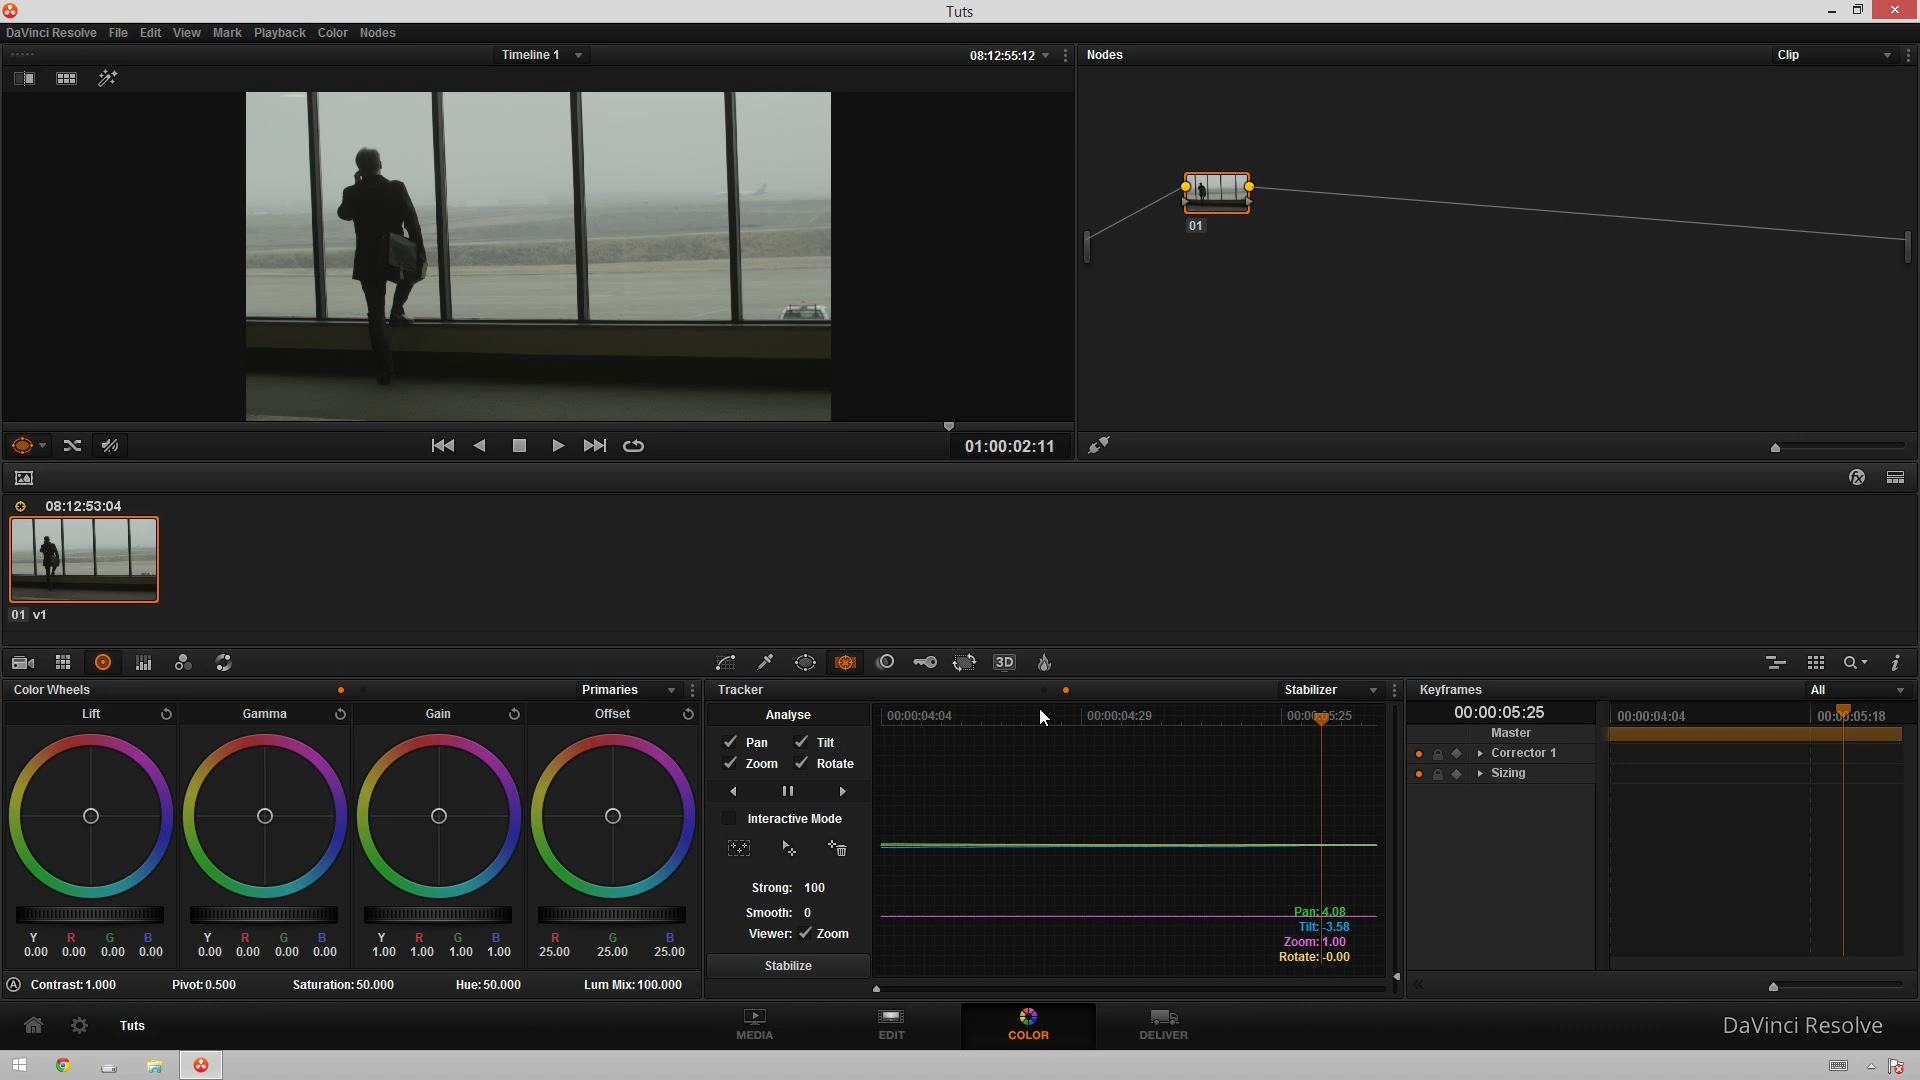 Tuts
DaVinci Resolve File Edit View Mark Playback Color Nodes
Timeline 1 08:12:55:12 Nodes Clip
01
01:00:02:11
08:12:53:04
01 v1
3D
Color Wheels Primaries Tracker Stabilizer Keyframes All
Lift Gamma Gain Offset
Analyse
Pan Tilt
Zoom Rotate
Interactive Mode
Strong: 100
Smooth: 0
Viewer: Zoom
Stabilize
00:00:04:04 00:00:04:29 00:00:05:25
Pan: 4.08
Tilt: -3.58
Zoom: 1.00
Rotate: -0.00
00:00:05:25 00:00:04:04 00:00:05:18
Master
Corrector 1
Sizing
Y R G B Y R G B Y R G B R G B
0.00 0.00 0.00 0.00 0.00 0.00 0.00 0.00 1.00 1.00 1.00 1.00 25.00 25.00 25.00
A Contrast: 1.000 Pivot: 0.500 Saturation: 50.000 Hue: 50.000 Lum Mix: 100.000
Tuts MEDIA EDIT COLOR DELIVER DaVinci Resolve